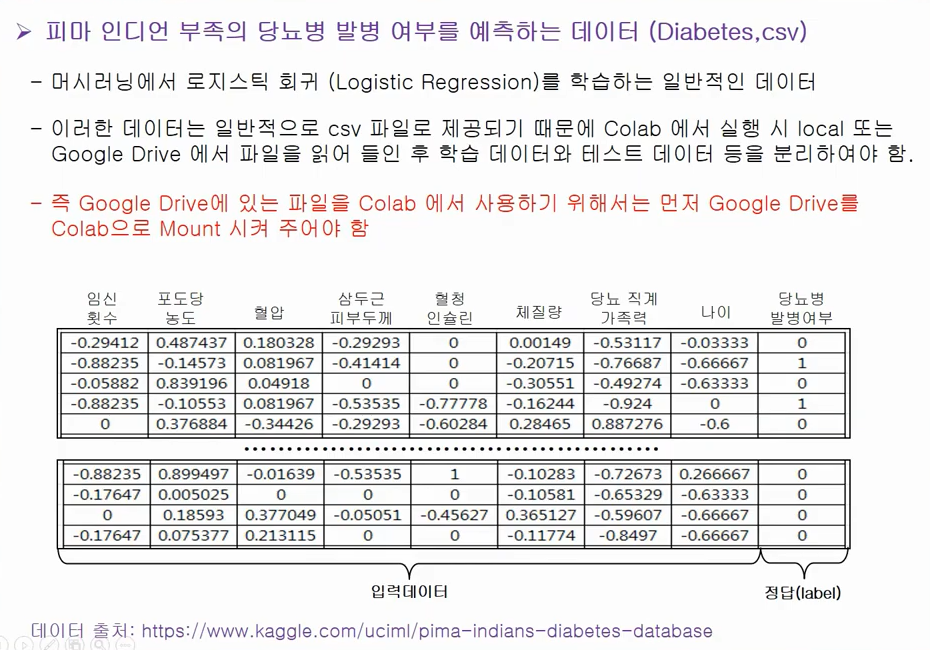 ➢ 피마 인디언 부족의 당뇨병 발병 여부를 예측하는 데이터 (Diabetes,csv)
– 머시러닝에서 로지스틱 회귀 (Logistic Regression)를 학습하는 일반적인 데이터
– 이러한 데이터는 일반적으로 csv 파일로 제공되기 때문에 Colab 에서 실행 시 local 또는
Google Drive 에서 파일을 읽어 들인 후 학습 데이터와 테스트 데이터 등을 분리하여야 함.
– 즉 Google Drive에 있는 파일을 Colab 에서 사용하기 위해서는 먼저 Google Drive를
Colab으로 Mount 시켜 주어야 함
임신 횟수 포도당 농도 혈압 삼두근 피부두께 혈청 인슐린 체질량 당뇨 직계 가족력 나이 당뇨병 발병여부
-0.29412 0.487437 0.180328 -0.29293 0 0.00149 -0.53117 -0.03333 0
-0.88235 -0.14573 0.081967 -0.41414 0 -0.20715 -0.76687 -0.66667 1
-0.05882 0.839196 0.04918 0 0 -0.30551 -0.49274 -0.63333 0
-0.88235 -0.10553 0.081967 -0.53535 -0.77778 -0.16244 -0.924 0 1
0 0.376884 -0.34426 -0.29293 -0.60284 0.28465 0.887276 -0.6 0
-0.88235 0.899497 -0.01639 -0.53535 1 -0.10283 -0.72673 0.266667 0
-0.17647 0.005025 0 0 0 -0.10581 -0.65329 -0.63333 0
0 0.18593 0.377049 -0.05051 -0.45627 0.365127 -0.59607 -0.66667 0
-0.17647 0.075377 0.213115 0 0 -0.11774 -0.8497 -0.66667 0
입력데이터 정답(label)
데이터 출처: https://www.kaggle.com/uciml/pima-indians-diabetes-database